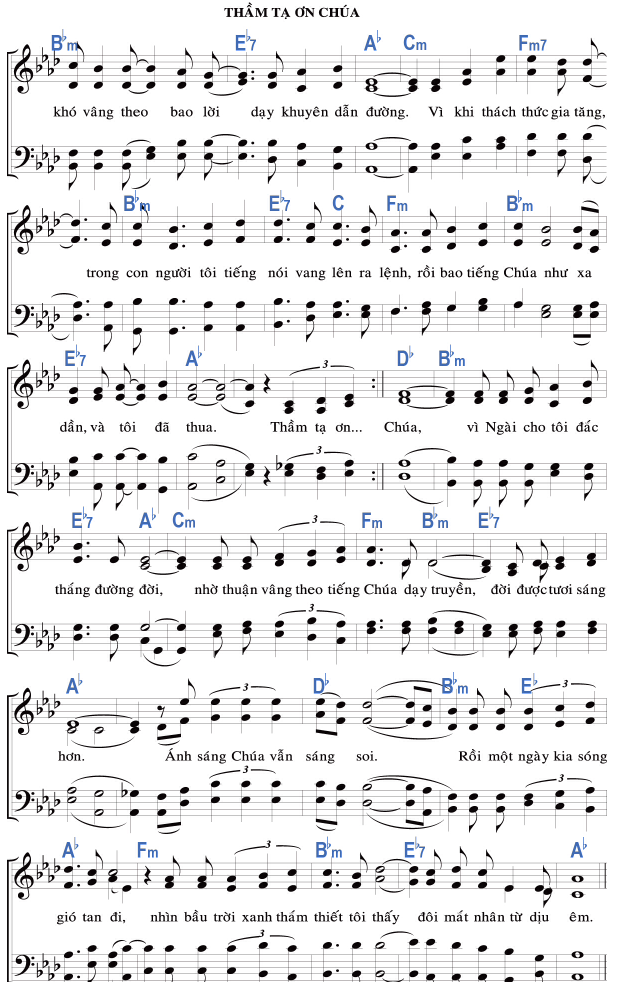 THẦM TẠ ƠN CHÚA
B♭m E♭7 A♭ Cm Fm7
khó vâng theo bao lời dạy khuyên dẫn đường. Vì khi thách thức gia tăng,
B♭m E♭7 C Fm B♭m
trong con người tôi tiếng nói vang lên ra lệnh, rồi bao tiếng Chúa như xa
E♭7 A♭ 3 D♭ B♭m
dần, và tôi đã thua. Thầm tạ ơn... Chúa, vì Ngài cho tôi đác
E♭7 A♭ Cm 3 Fm B♭m E♭7
thắng đường đời, nhờ thuận vâng theo tiếng Chúa dạy truyền, đời được tươi sáng
3 3
A♭ 3 D♭ B♭m E♭ 3
hơn. Ánh sáng Chúa vẫn sáng soi. Rồi một ngày kia sóng
3 3
A♭ Fm 3 B♭m E♭7 A♭
gió tan đi, nhìn bầu trời xanh thắm thiết tôi thấy đôi mát nhân từ dịu êm.
3